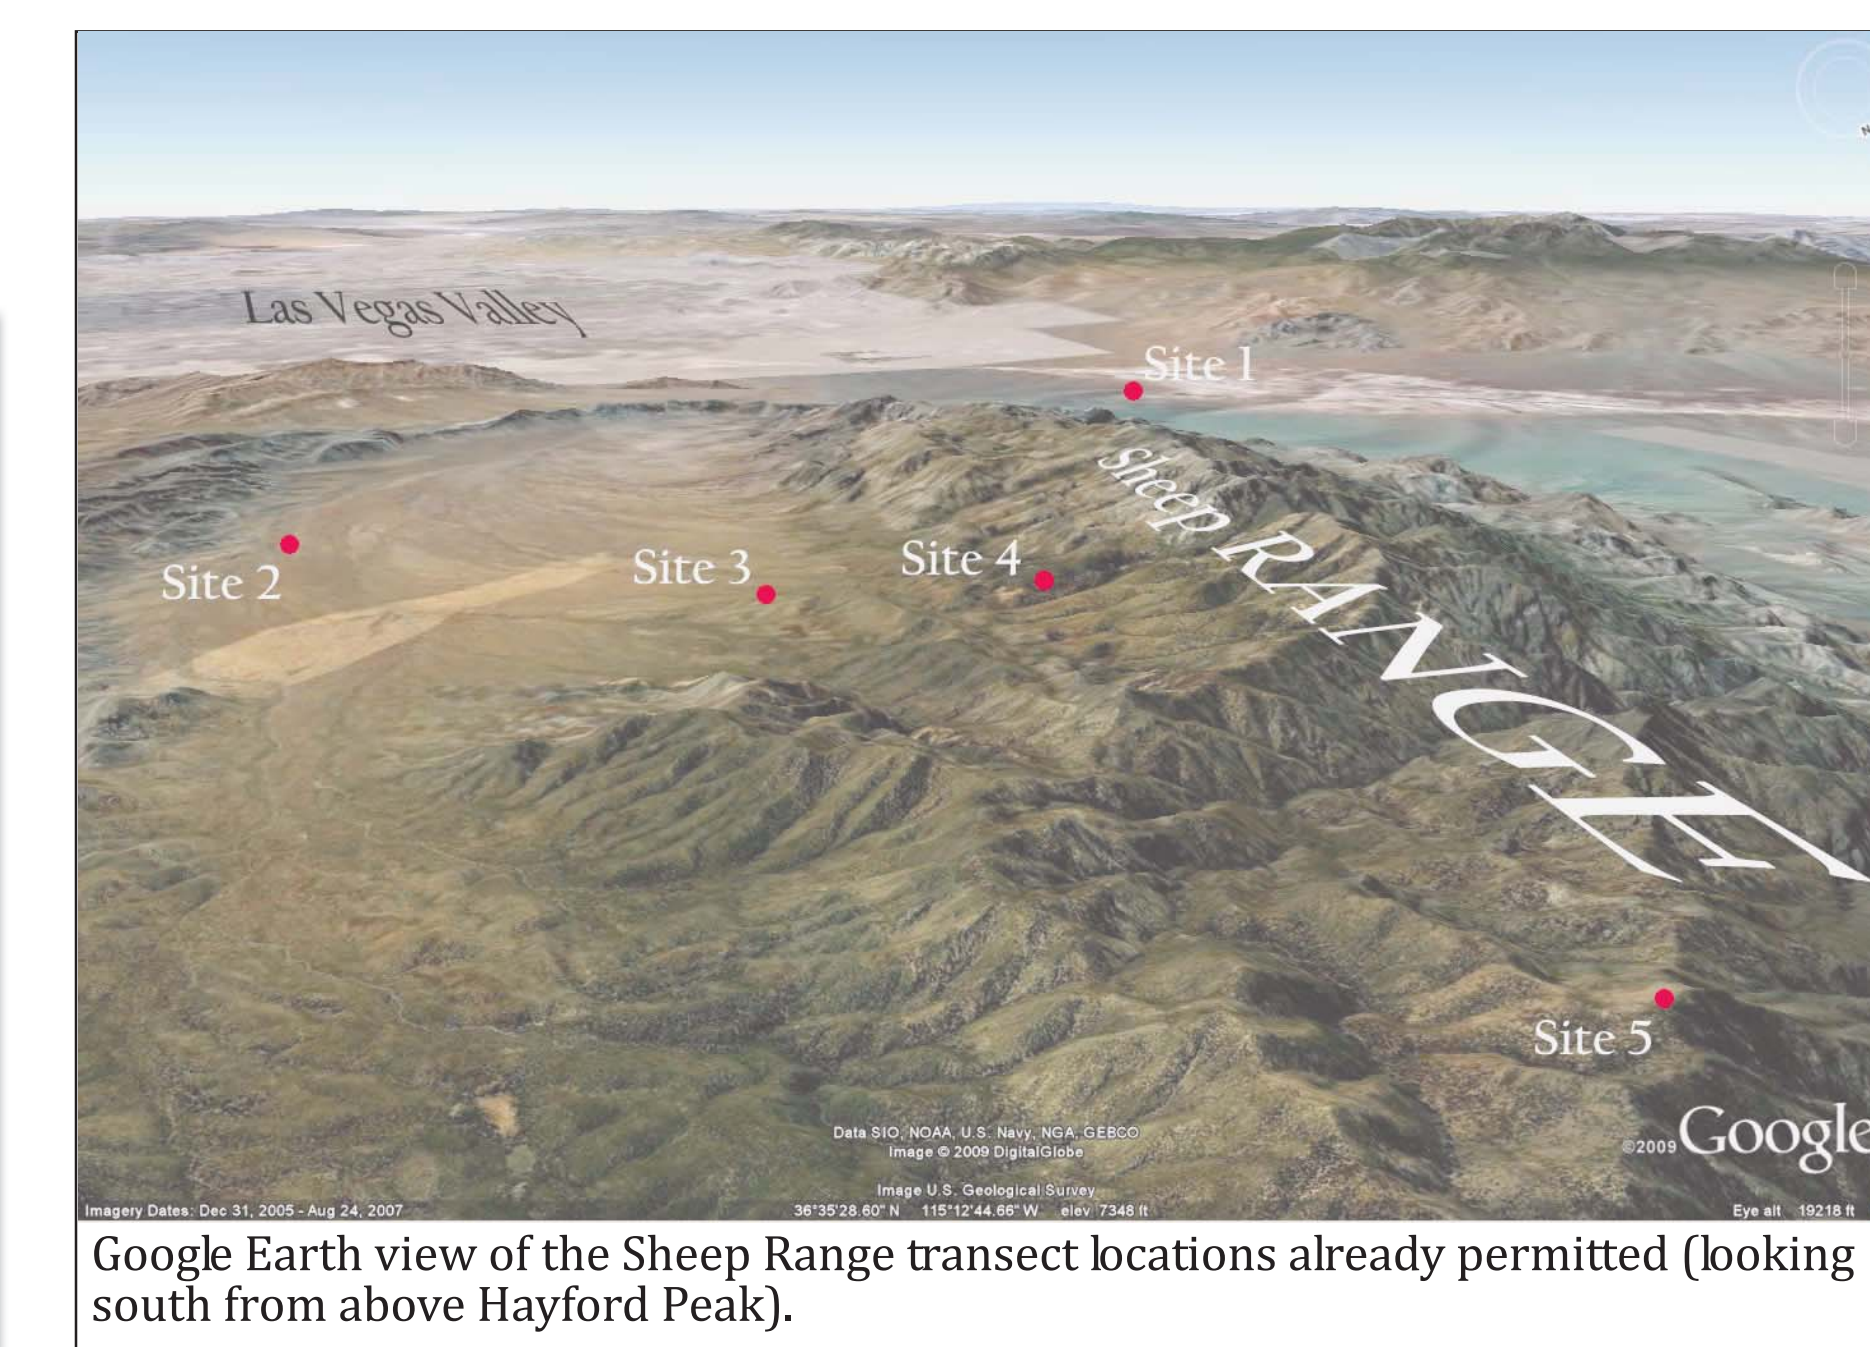 Las Vegas Valley
Site 1
Sheep RANGE
Site 2
Site 3
Site 4
Site 5
Data SIO, NOAA, U.S. Navy, NGA, GEBCO
Image © 2009 DigitalGlobe
©2009 Google
Image U.S. Geological Survey
Imagery Dates: Dec 31, 2005 - Aug 24, 2007
36°35'28.60" N 115°12'44.66" W elev 7348 ft
Eye alt 19218 ft
Google Earth view of the Sheep Range transect locations already permitted (looking
south from above Hayford Peak).